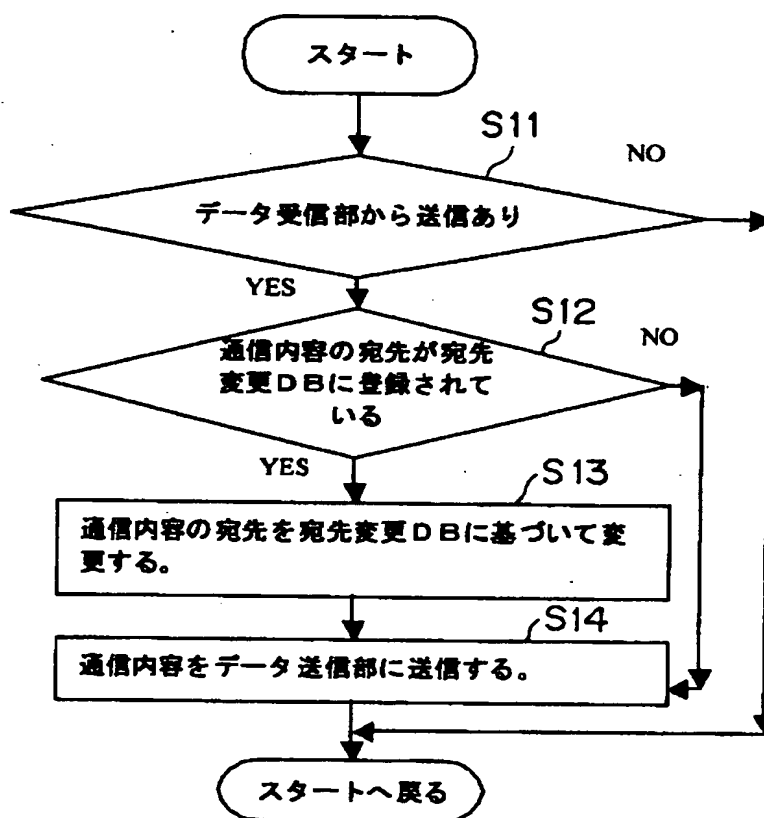 スタート
S11
NO
データ受信部から送信あり
YES
S12
NO
通信内容の宛先が宛先
変更DBに登録されて
いる
YES
S13
通信内容の宛先を宛先変更DBに基づいて変
更する。
S14
通信内容をデータ送信部に送信する。
スタートへ戻る